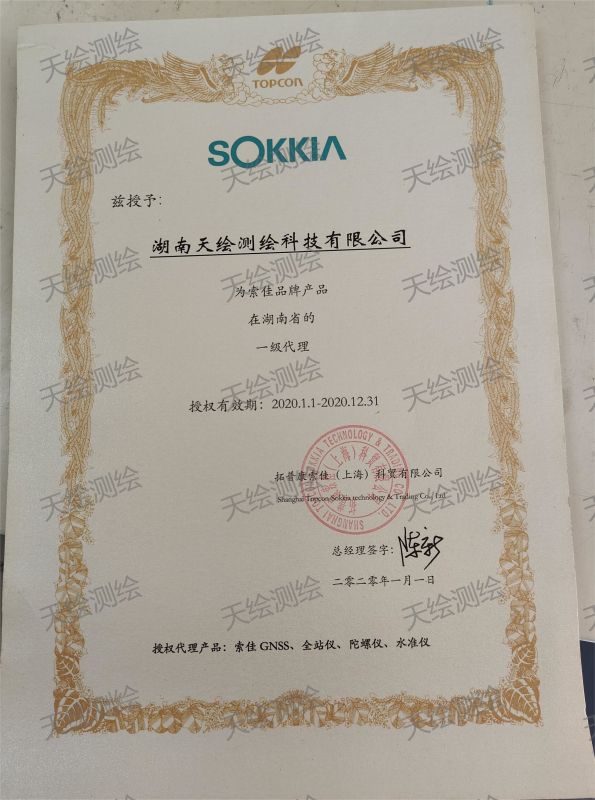 TOPCON
SOKKIA
兹授予：
湖南天绘测绘科技有限公司
为索佳品牌产品
在湖南省的
一级代理
授权有效期：2020.1.1-2020.12.31
拓普康索佳（上海）科贸有限公司
Shanghai Topcon-Sokkia technology & Trading Co., Ltd
总经理签字：
二零二零年一月一日
授权代理产品：索佳 GNSS、全站仪、陀螺仪、水准仪
天绘测绘